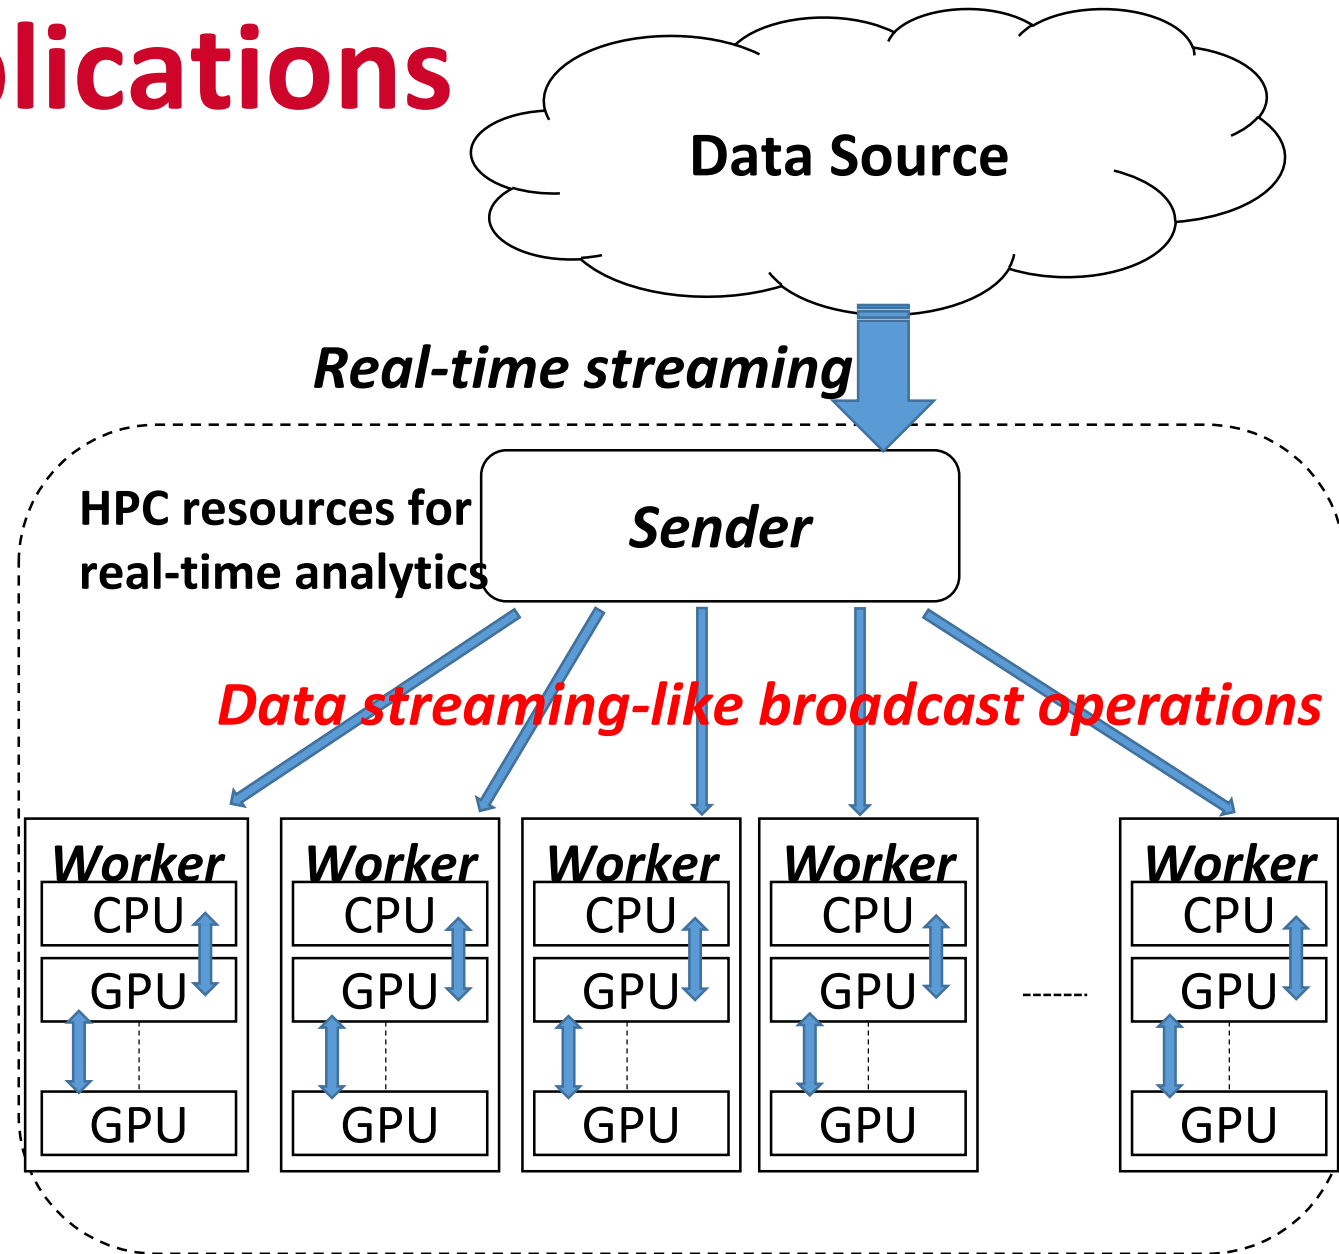 plications
Data Source
Real-time streaming
HPC resources for
real-time analytics
Sender
Data streaming-like broadcast operations
Worker Worker Worker Worker Worker
CPU CPU CPU CPU CPU
GPU GPU GPU GPU GPU
GPU GPU GPU GPU GPU